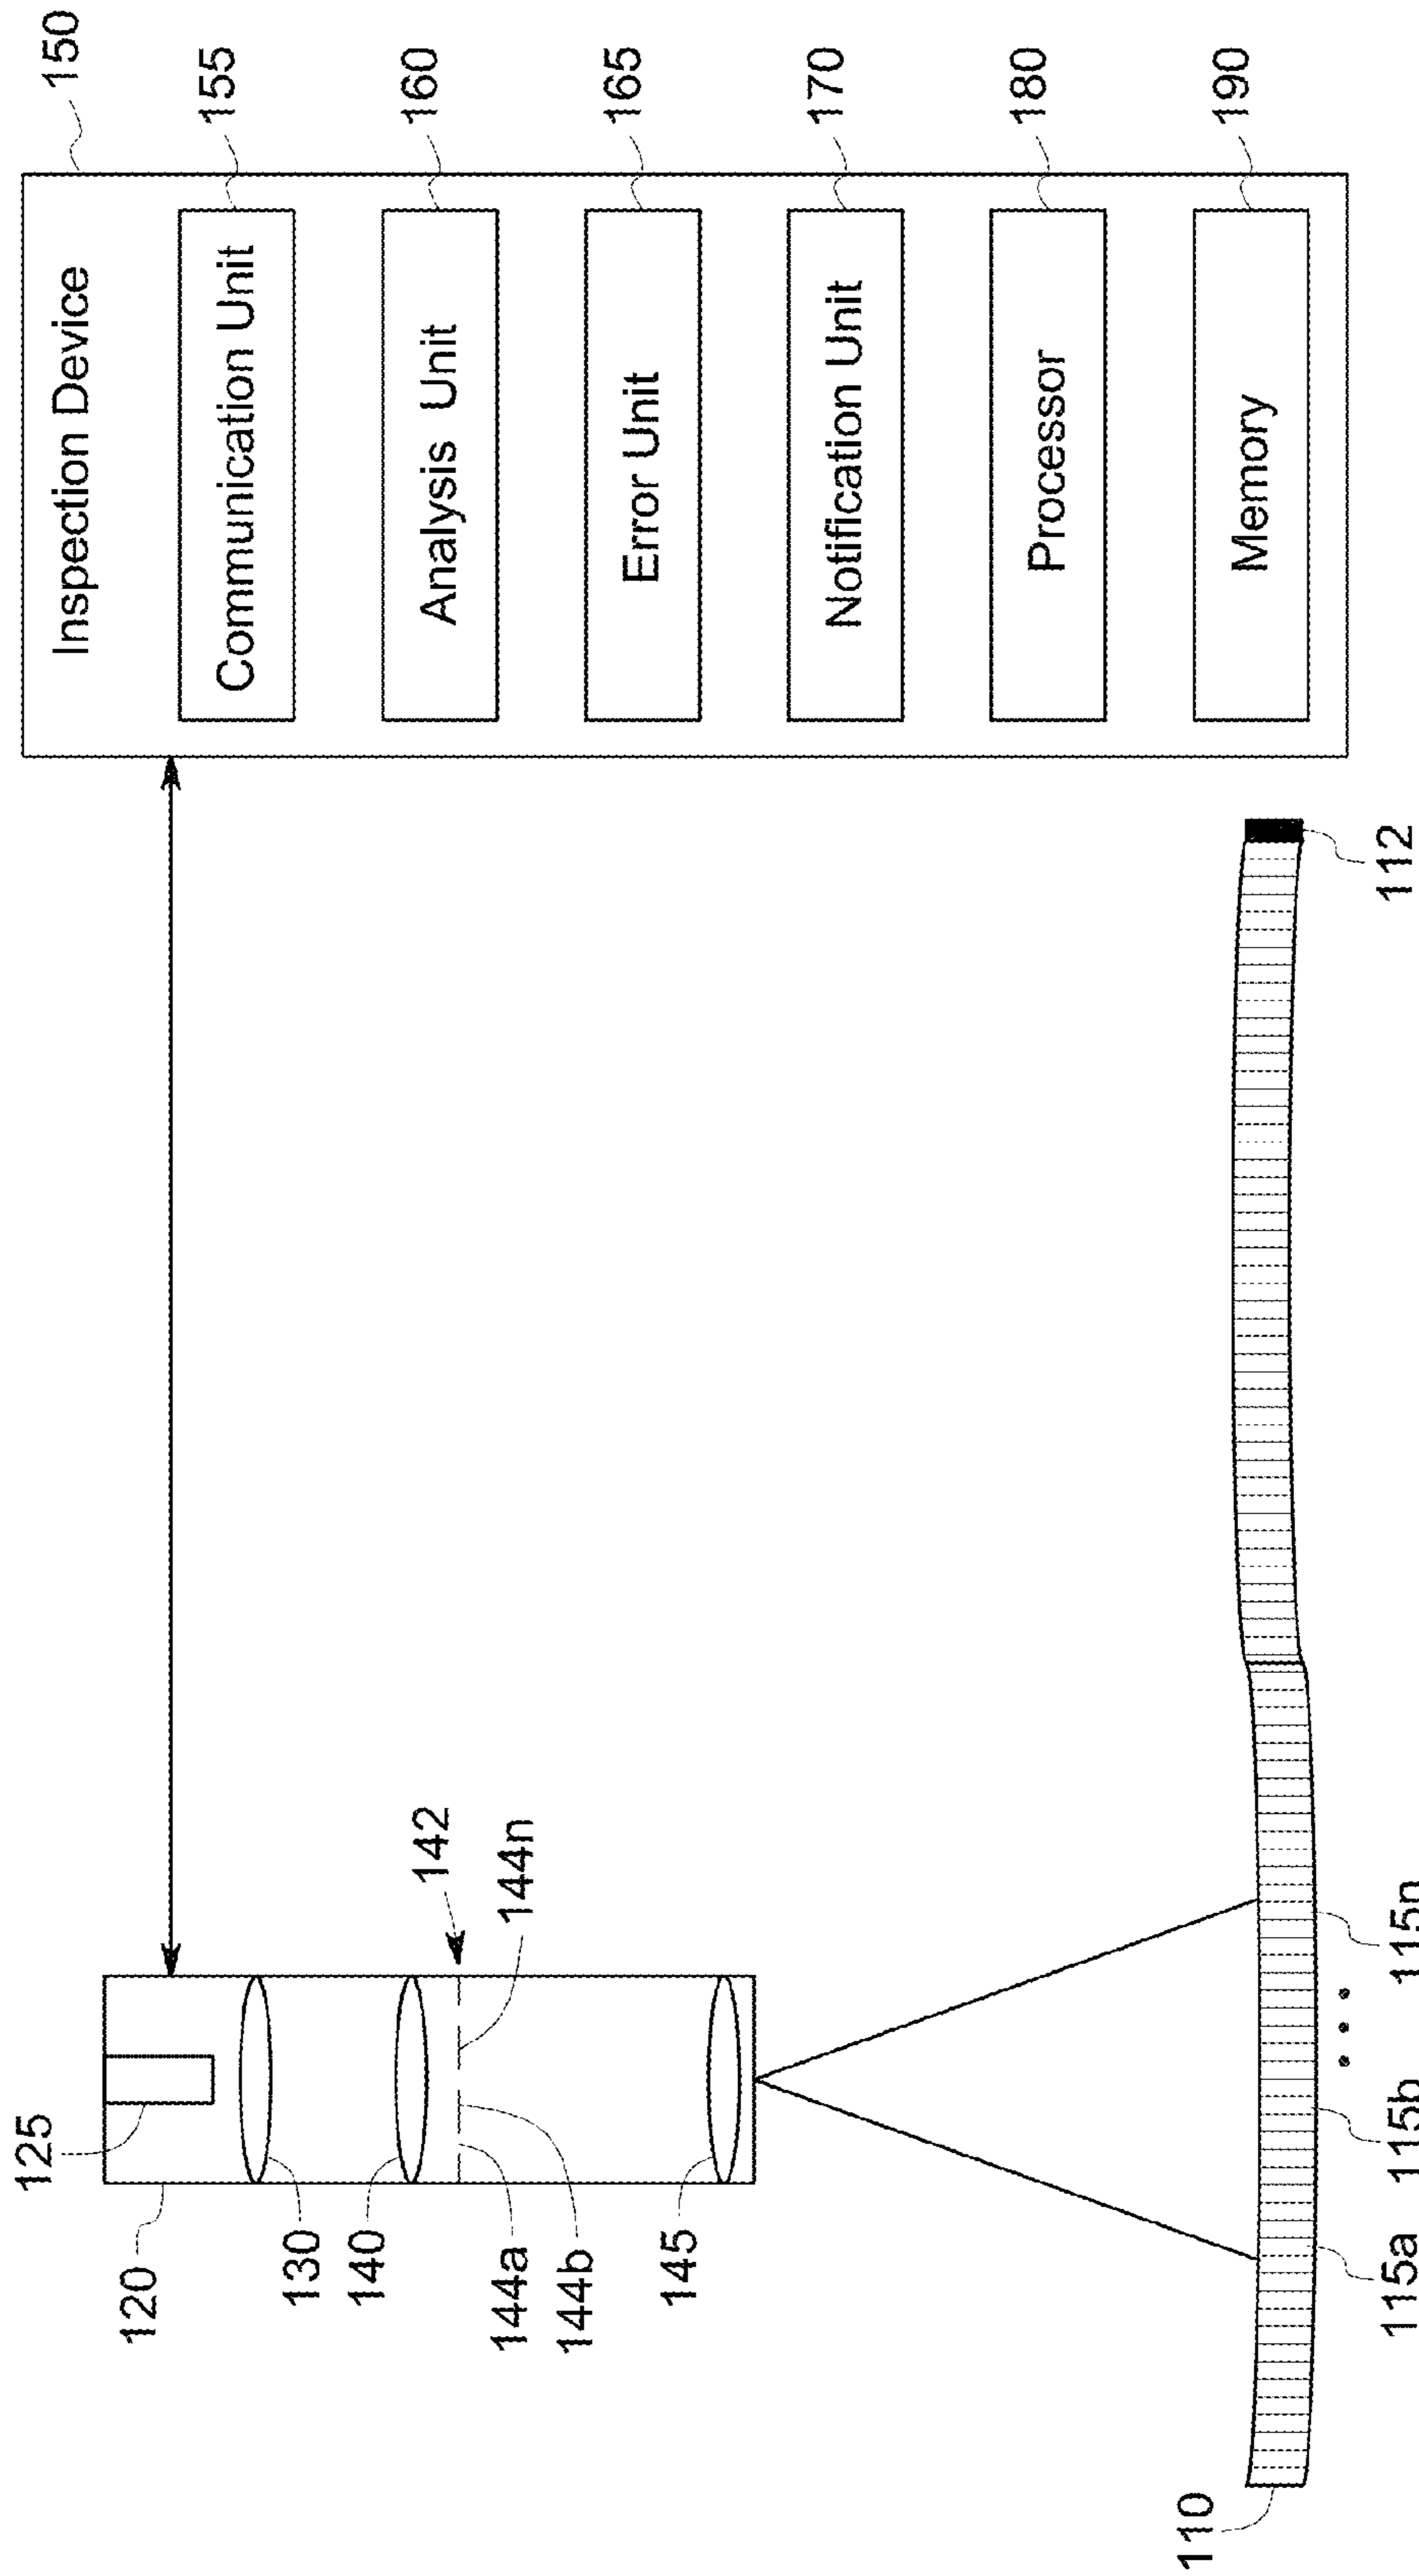 125
120
130
140
144a
144b
145
142
144n
Inspection Device
150
Communication Unit
155
Analysis Unit
160
Error Unit
165
Notification Unit
170
Processor
180
Memory
190
110
115a
115b
115n
112